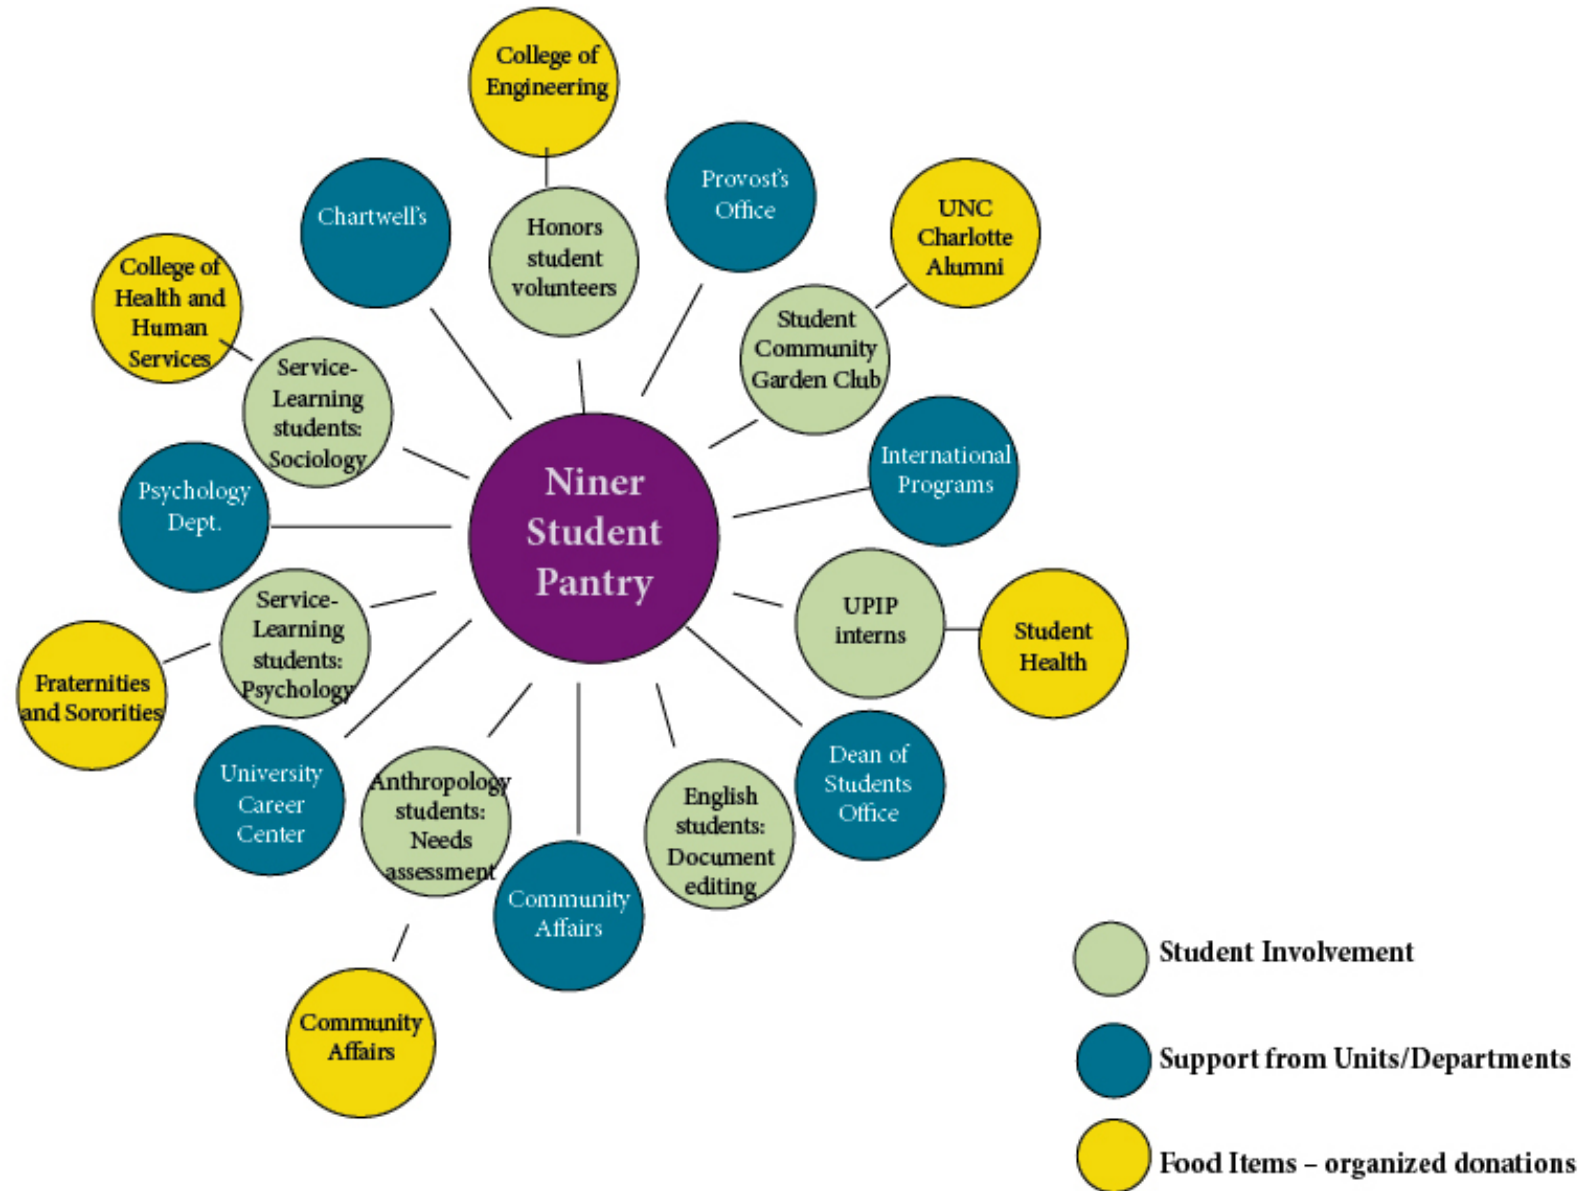 College of
Engineering
Provost's
Office
Chartwell's
UNC
Charlotte
Alumni
Honors
student
volunteers
College of
Health and
Human
Services
Student
Community
Garden Club
Service-
Learning
students:
Sociology
International
Programs
Psychology
Dept.
Niner
Student
Pantry
UPIP
interns
Student
Health
Service-
Learning
students:
Psychology
Fraternities
and Sororities
University
Career
Center
Anthropology
students:
Needs
assessment
Community
Affairs
English
students:
Document
editing
Dean of
Students
Office
Community
Affairs
Student Involvement
Support from Units/Departments
Food Items – organized donations